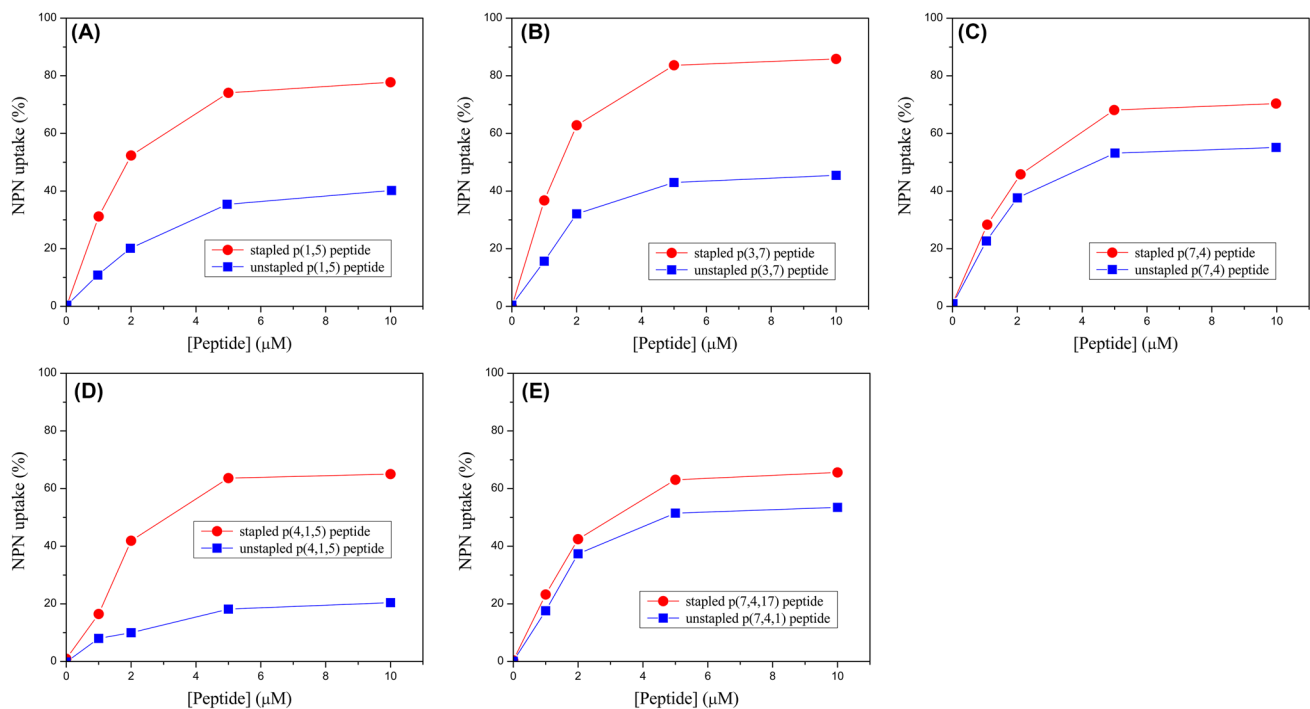 (A)
NPN uptake (%)
100
80
60
40
20
0
stapled p(1,5) peptide
unstapled p(1,5) peptide
0 2 4 6 8 10
[Peptide] (μM)
(B)
NPN uptake (%)
100
80
60
40
20
0
stapled p(3,7) peptide
unstapled p(3,7) peptide
0 2 4 6 8 10
[Peptide] (μM)
(C)
NPN uptake (%)
100
80
60
40
20
0
stapled p(7,4) peptide
unstapled p(7,4) peptide
0 2 4 6 8 10
[Peptide] (μM)
(D)
NPN uptake (%)
100
80
60
40
20
0
stapled p(4,1,5) peptide
unstapled p(4,1,5) peptide
0 2 4 6 8 10
[Peptide] (μM)
(E)
NPN uptake (%)
100
80
60
40
20
0
stapled p(7,4,17) peptide
unstapled p(7,4,1) peptide
0 2 4 6 8 10
[Peptide] (μM)